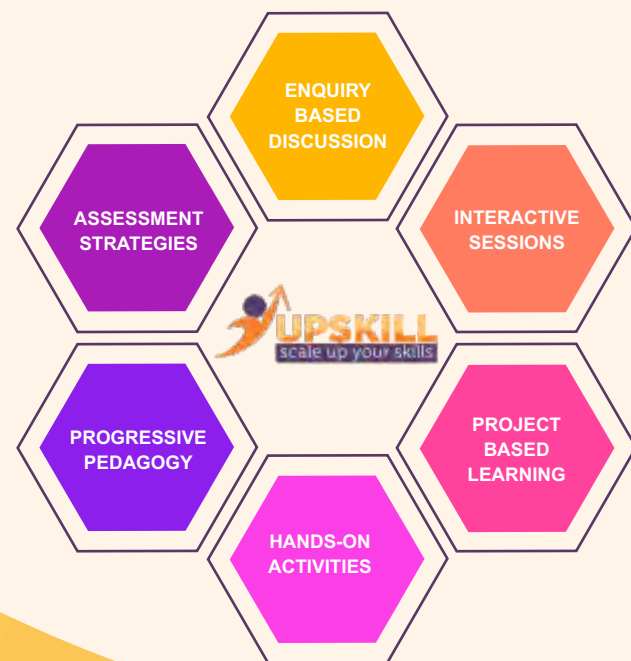 ENQUIRY
BASED
DISCUSSION
INTERACTIVE
SESSIONS
PROJECT
BASED
LEARNING
HANDS-ON
ACTIVITIES
PROGRESSIVE
PEDAGOGY
ASSESSMENT
STRATEGIES
UPSKILL
scale up your skills